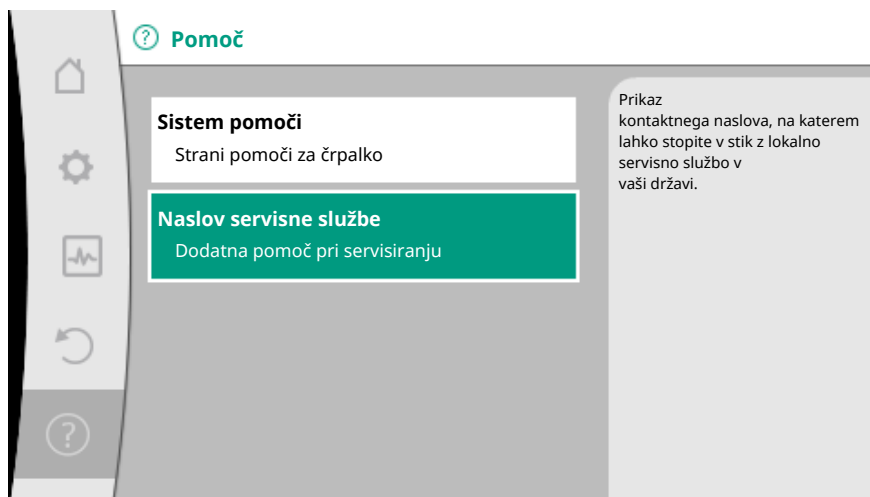 Pomoč
Sistem pomoči
Strani pomoči za črpalko
Naslov servisne službe
Dodatna pomoč pri servisiranju
Prikaz
kontaktnega naslova, na katerem
lahko stopite v stik z lokalno
servisno službo v
vaši državi.